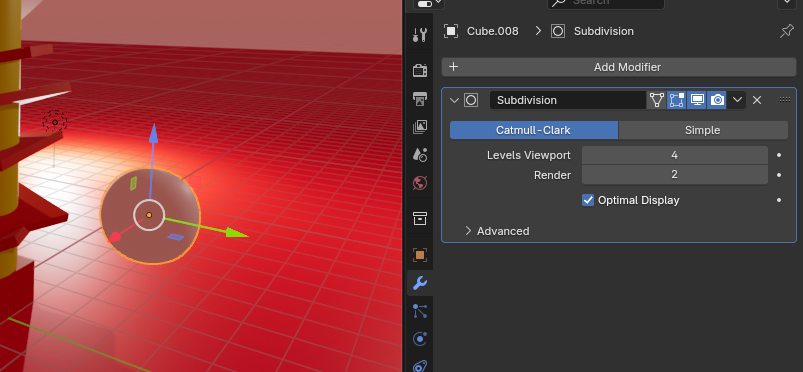 Search
Cube.008 > Subdivision
+ Add Modifier
Subdivision
Catmull-Clark Simple
Levels Viewport 4
Render 2
Optimal Display
Advanced